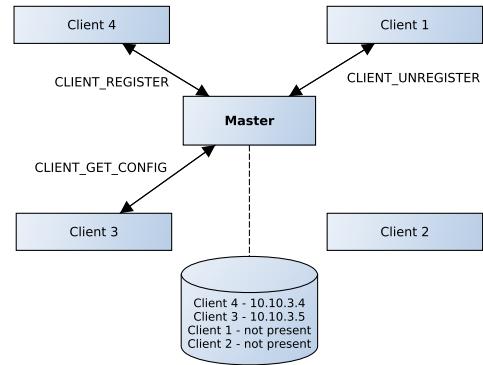 Client 4
Client 1
CLIENT_REGISTER
CLIENT_UNREGISTER
Master
CLIENT_GET_CONFIG
Client 3
Client 2
Client 4 - 10.10.3.4
Client 3 - 10.10.3.5
Client 1 - not present
Client 2 - not present